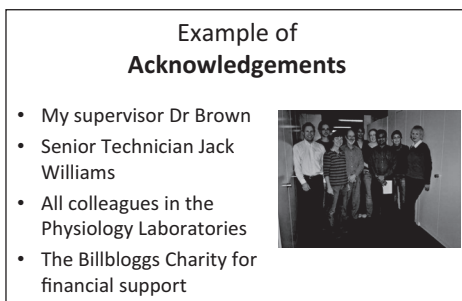 Example of
Acknowledgements
• My supervisor Dr Brown
• Senior Technician Jack
Williams
• All colleagues in the
Physiology Laboratories
• The Billbloggs Charity for
financial support